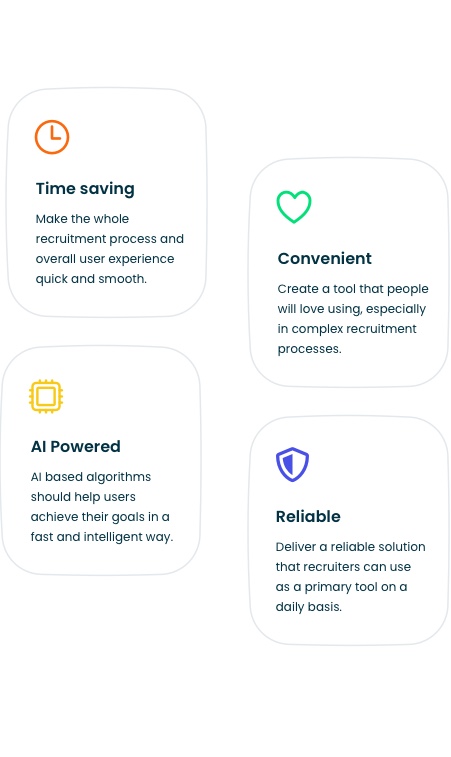 Time saving
Make the whole
recruitment process and
overall user experience
quick and smooth.
Convenient
Create a tool that people
will love using, especially
in complex recruitment
processes.
AI Powered
AI based algorithms
should help users
achieve their goals in a
fast and intelligent way.
Reliable
Deliver a reliable solution
that recruiters can use
as a primary tool on a
daily basis.